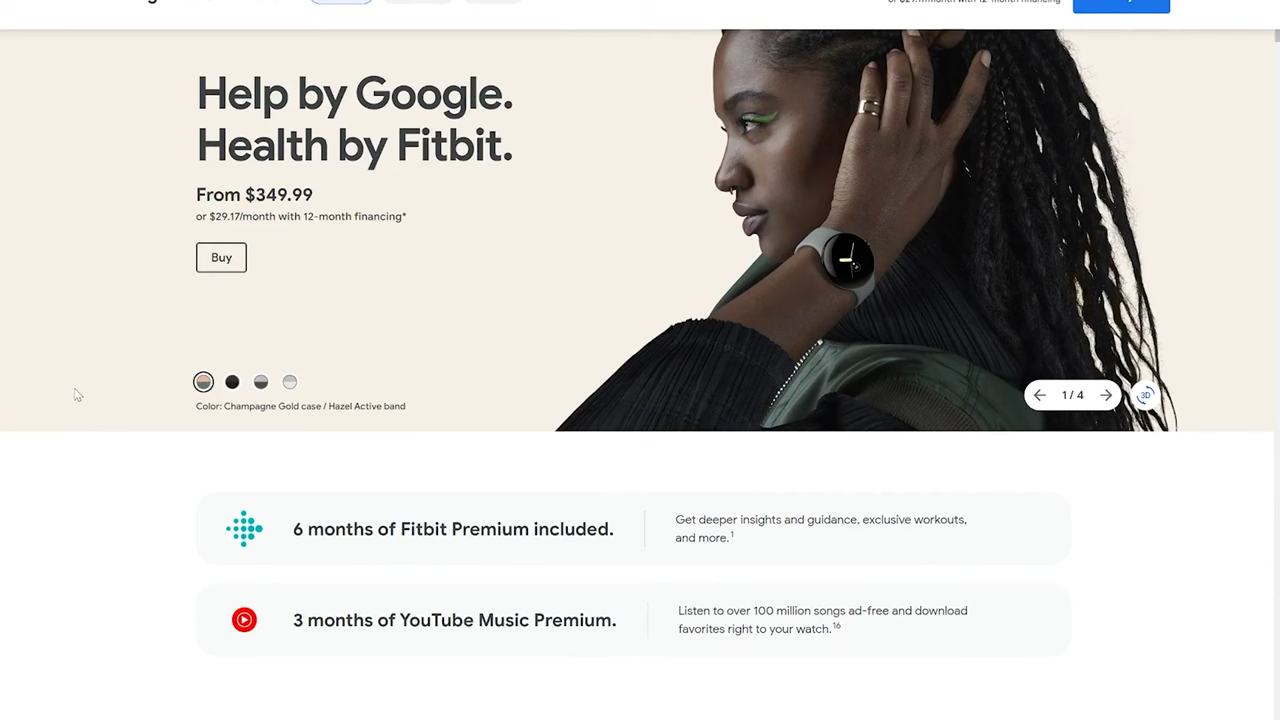 Help by Google.
Health by Fitbit.
From $349.99
or $29.17/month with 12-month financing*
Buy
Color: Champagne Gold case / Hazel Active band
1 / 4
3D
6 months of Fitbit Premium included.
Get deeper insights and guidance, exclusive workouts,
and more.1
3 months of YouTube Music Premium.
Listen to over 100 million songs ad-free and download
favorites right to your watch.16